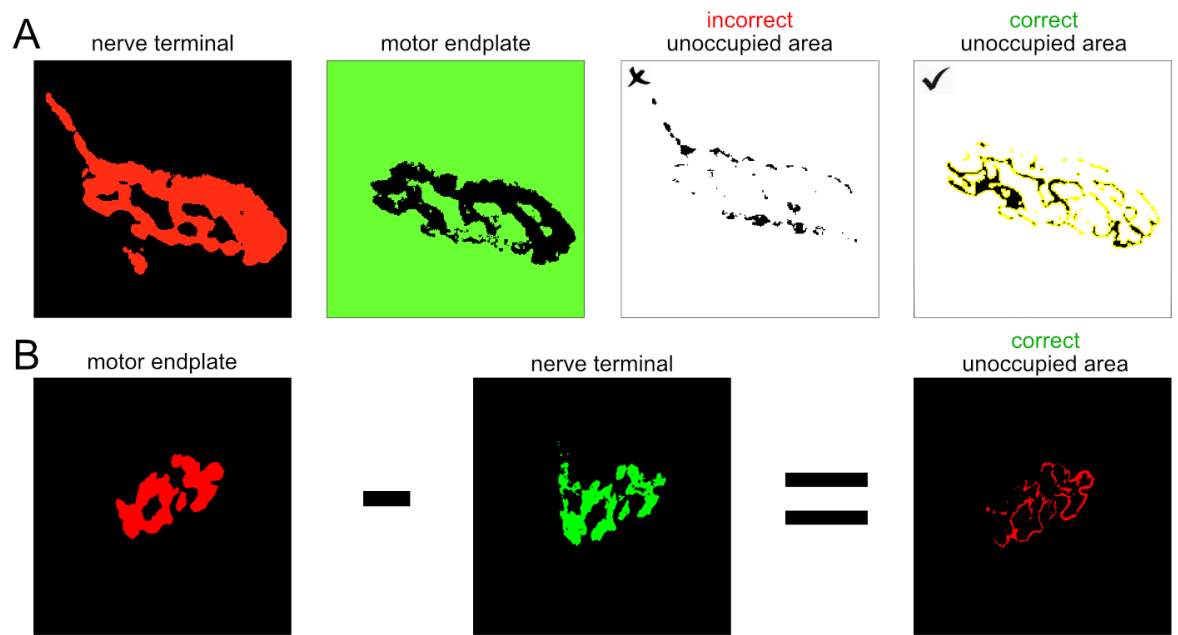 A
nerve terminal
motor endplate
incorrect
unoccupied area
correct
unoccupied area
B
motor endplate
nerve terminal
correct
unoccupied area